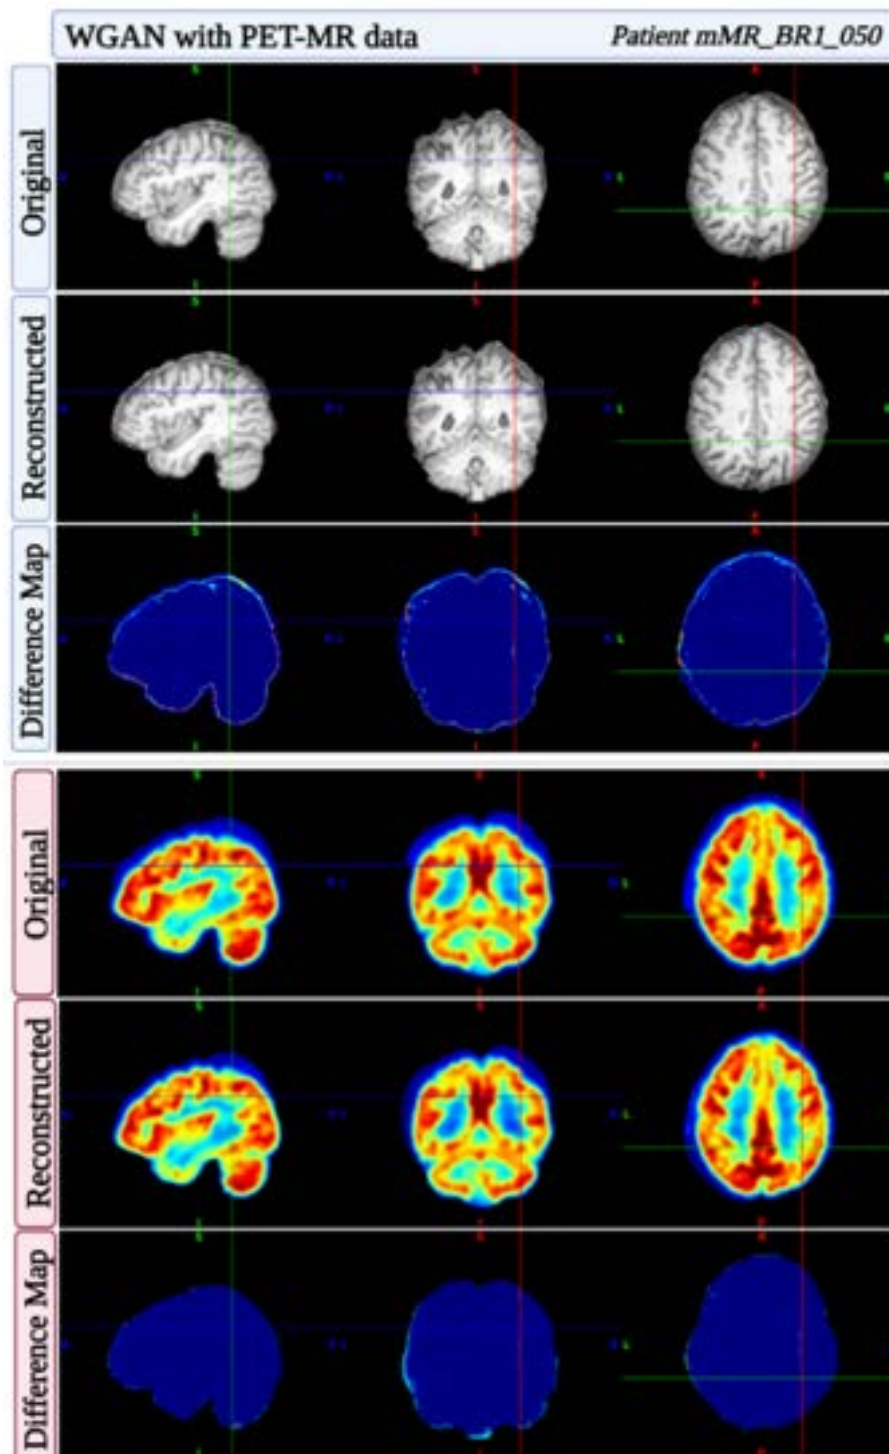 WGAN with PET-MR data
Patient mMR_BR1_050
Original
Reconstructed
Difference Map
Original
Reconstructed
Difference Map